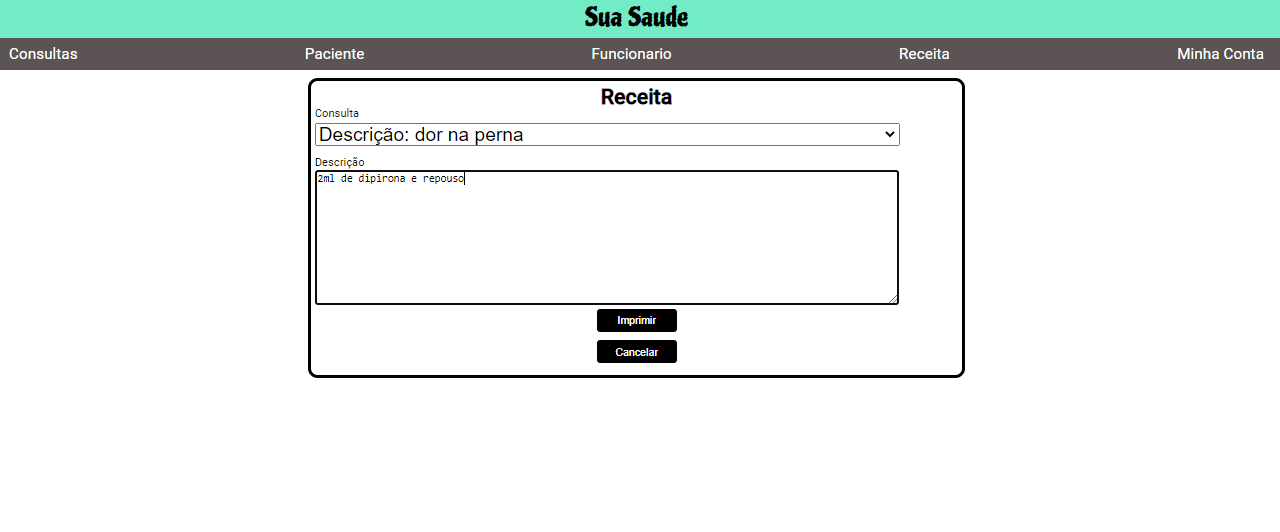 Sua Saude
Consultas Paciente Funcionario Receita Minha Conta
Receita
Consulta
Descrição: dor na perna
Descrição
2ml de dipirona e repouso
Imprimir
Cancelar